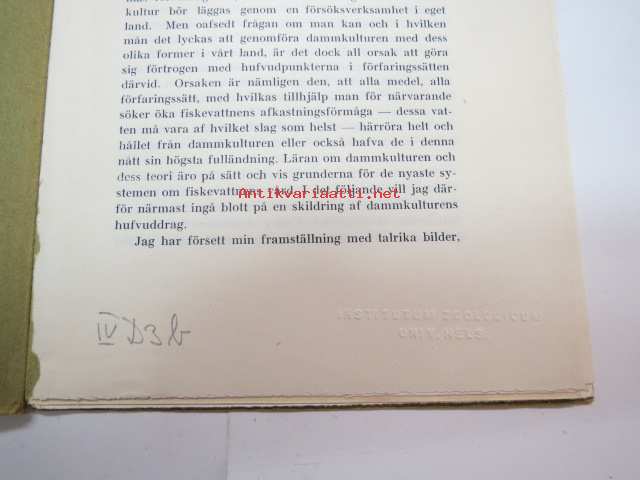 kultur bör läggas genom en försöksverksamhet i eget
land. Men oafsedt frågan om man kan och i hvilken
mån det lyckas att genomföra dammkulturen med dess
olika former i vårt land, är det dock all orsak att göra
sig förtrogen med hufvudpunkterna i förfaringssätten
därvid. Orsaken är nämligen den, att alla medel, alla
förfaringssätt, med hvilkas tillhjälp man för närvarande
söker öka fiskevattnens afkastningsförmåga — dessa vat-
ten må vara af hvilket slag som helst — härröra helt och
hållet från dammkulturen eller också hafva de i denna
nått sin högsta fulländning. Läran om dammkulturen och
dess teori äro på sätt och vis grunderna för de nyaste sy-
stemen om fiskevattnens vård. I det följande vill jag där-
för närmast ingå blott på en skildring af dammkulturens
hufvuddrag.
Jag har försett min framställning med talrika bilder,
Antikvariaatti.net
INSTITUTUM ZOOLOGICUM
UNIV. HELS.
IV D3b